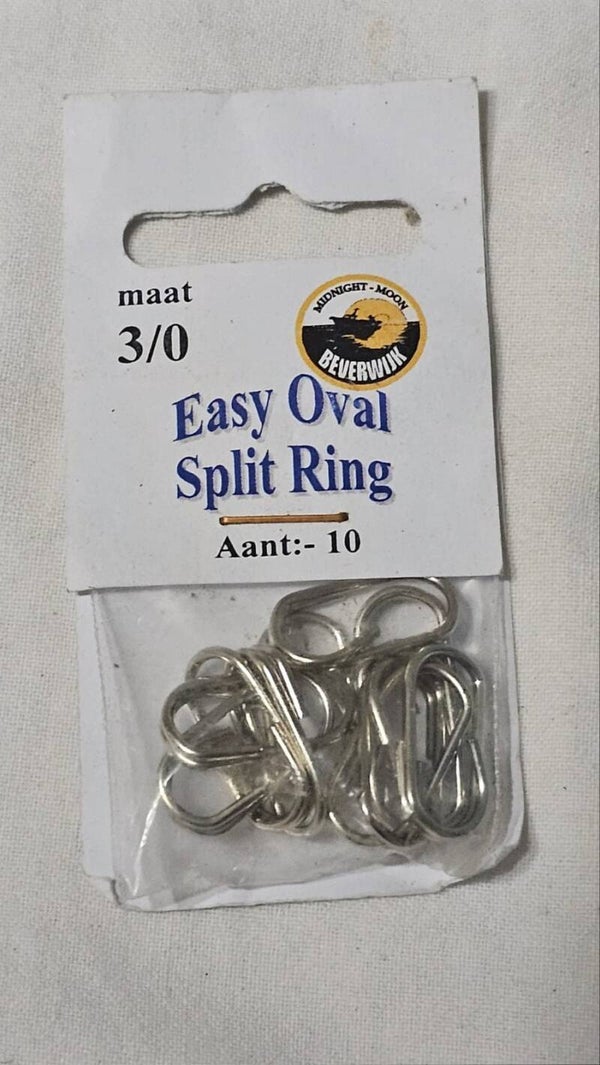 maat
3/0
MIDNIGHT - MOON
BEVERWIJK
Easy Oval
Split Ring
Aant:- 10